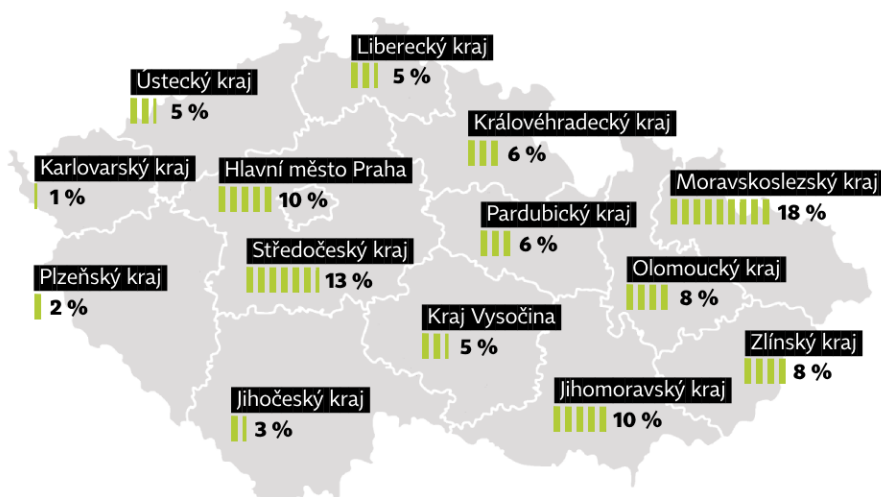 Liberecký kraj
5 %
Ústecký kraj
5 %
Královéhradecký kraj
6 %
Karlovarský kraj
1 %
Hlavní město Praha
10 %
Moravskoslezský kraj
18 %
Pardubický kraj
6 %
Středočeský kraj
13 %
Plzeňský kraj
2 %
Olomoucký kraj
8 %
Kraj Vysočina
5 %
Zlínský kraj
8 %
Jihočeský kraj
3 %
Jihomoravský kraj
10 %